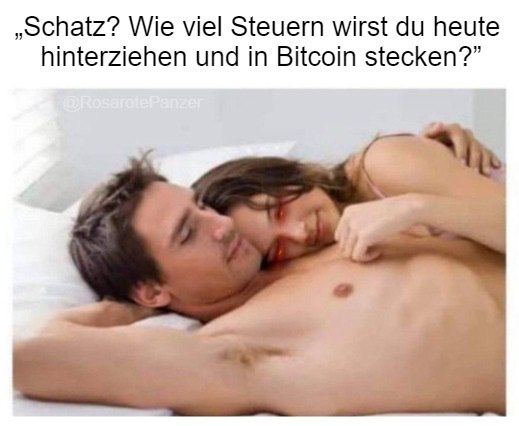 „Schatz? Wie viel Steuern wirst du heute
hinterziehen und in Bitcoin stecken?”
@RosarotePanzer